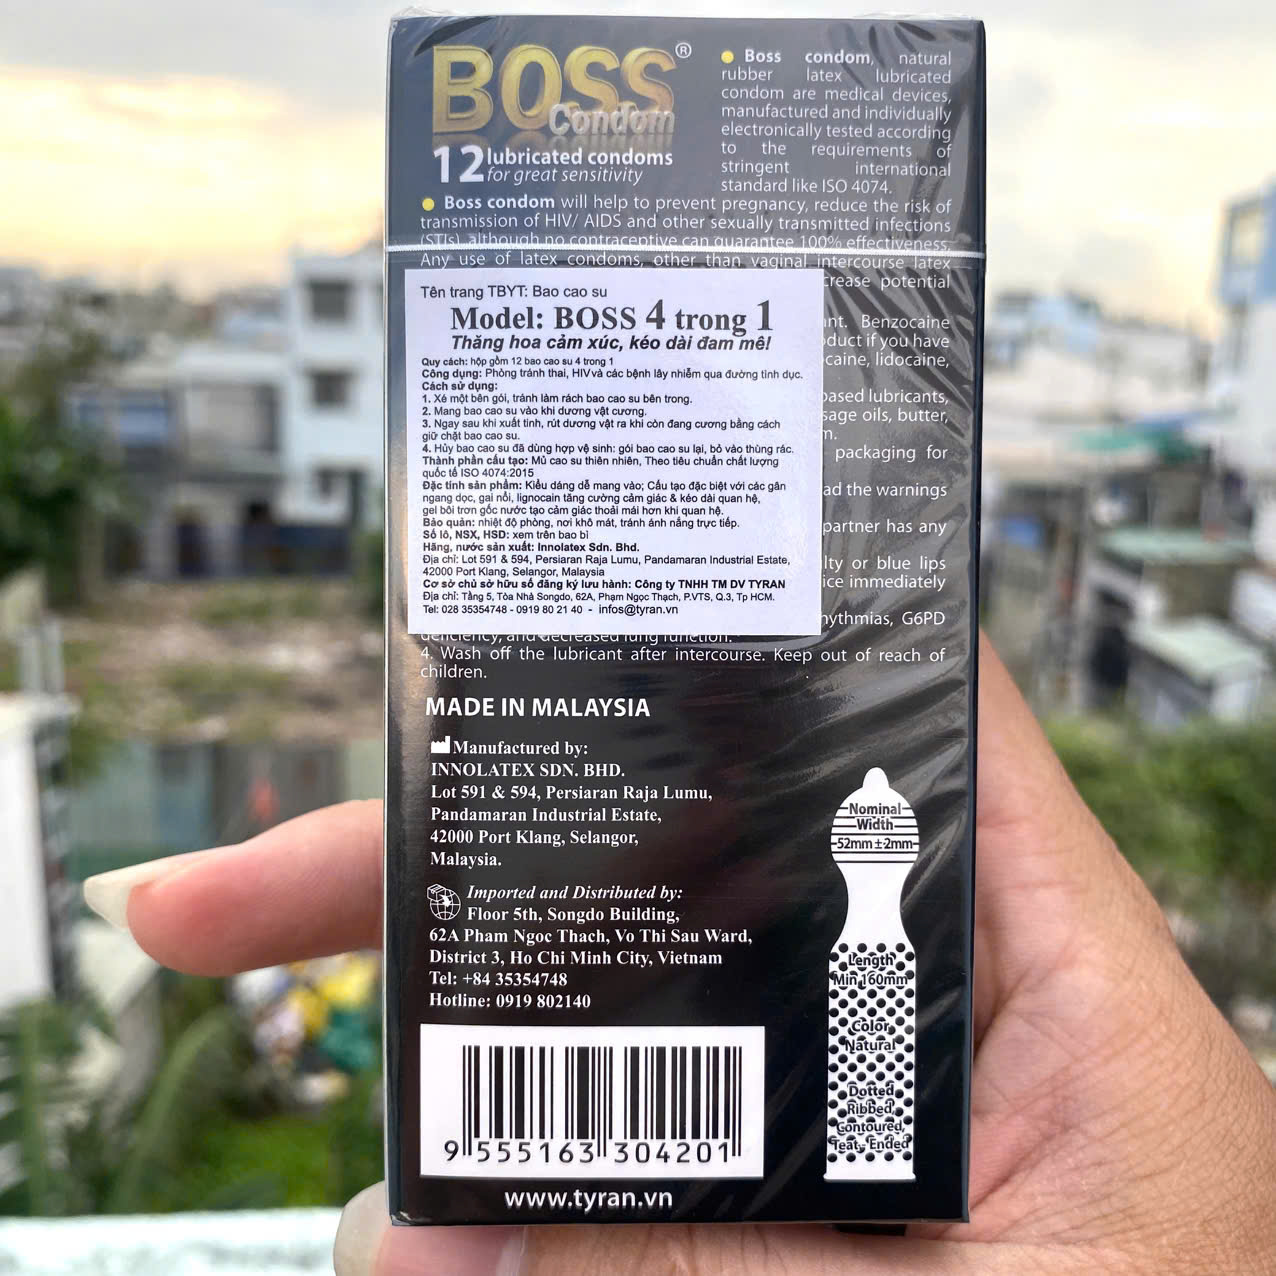 BOSS®
Condom
12 lubricated condoms
for great sensitivity
Boss condom, natural
rubber latex lubricated
condom are medical devices,
manufactured and individually
electronically tested according
to the requirements of
stringent international
standard like ISO 4074.
Boss condom will help to prevent pregnancy, reduce the risk of
transmission of HIV/ AIDS and other sexually transmitted infections
(STIs) although no contraceptive can guarantee 100% effectiveness.
Any use of latex condoms, other than vaginal intercourse latex
crease potential
Benzocaine
duct if you have
caine, lidocaine,
based lubricants,
sage oils, butter,
packaging for
ad the warnings
partner has any
lty or blue lips
ice immediately
hythmias, G6PD
deficiency, and decreased lung function.
4. Wash off the lubricant after intercourse. Keep out of reach of
children.
Tên trang TBYT: Bao cao su
Model: BOSS 4 trong 1
Thăng hoa cảm xúc, kéo dài đam mê!
Quy cách: hộp gồm 12 bao cao su 4 trong 1
Công dụng: Phòng tránh thai, HIV và các bệnh lây nhiễm qua đường tình dục.
Cách sử dụng:
1. Xé một bên gói, tránh làm rách bao cao su bên trong.
2. Mang bao cao su vào khi dương vật cương.
3. Ngay sau khi xuất tinh, rút dương vật ra khi còn đang cương bằng cách
giữ chặt bao cao su.
4. Hủy bao cao su đã dùng hợp vệ sinh: gói bao cao su lại, bỏ vào thùng rác.
Thành phần cấu tạo: Mủ cao su thiên nhiên, Theo tiêu chuẩn chất lượng
quốc tế ISO 4074:2015
Đặc tính sản phẩm: Kiểu dáng dễ mang vào; Cấu tạo đặc biệt với các gân
ngang dọc, gai nổi, lignocain tăng cường cảm giác & kéo dài quan hệ,
gel bôi trơn gốc nước tạo cảm giác thoải mái hơn khi quan hệ.
Bảo quản: nhiệt độ phòng, nơi khô mát, tránh ánh nắng trực tiếp.
Số lô, NSX, HSD: xem trên bao bì
Hãng, nước sản xuất: Innolatex Sdn. Bhd.
Địa chỉ: Lot 591 & 594, Persiaran Raja Lumu, Pandamaran Industrial Estate,
42000 Port Klang, Selangor, Malaysia
Cơ sở chủ sở hữu số đăng ký lưu hành: Công ty TNHH TM DV TYRAN
Địa chỉ: Tầng 5, Tòa Nhà Songdo, 62A, Phạm Ngọc Thạch, P.VTS, Q.3, Tp HCM.
Tel: 028 35354748 - 0919 80 21 40 - infos@tyran.vn
MADE IN MALAYSIA
Manufactured by:
INNOLATEX SDN. BHD.
Lot 591 & 594, Persiaran Raja Lumu,
Pandamaran Industrial Estate,
42000 Port Klang, Selangor,
Malaysia.
Imported and Distributed by:
Floor 5th, Songdo Building,
62A Pham Ngoc Thach, Vo Thi Sau Ward,
District 3, Ho Chi Minh City, Vietnam
Tel: +84 35354748
Hotline: 0919 802140
9 555163 304201
www.tyran.vn
Nominal
Width
52mm±2mm
Length
Min 160mm
Color
Natural
Dotted,
Ribbed,
Contoured,
Teat- Ended